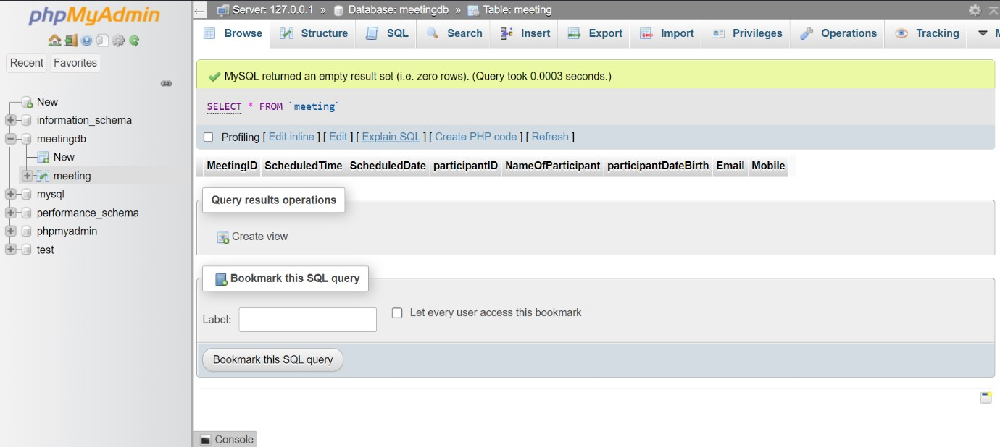 phpMyAdmin
Recent Favorites
New
information_schema
meetingdb
New
meeting
mysql
performance_schema
phpmyadmin
test
Server: 127.0.0.1 » Database: meetingdb » Table: meeting
Browse Structure SQL Search Insert Export Import Privileges Operations Tracking
MySQL returned an empty result set (i.e. zero rows). (Query took 0.0003 seconds.)
SELECT * FROM `meeting`
Profiling [ Edit inline ] [ Edit ] [ Explain SQL ] [ Create PHP code ] [ Refresh ]
MeetingID ScheduledTime ScheduledDate participantID NameOfParticipant participantDateBirth Email Mobile
Query results operations
Create view
Bookmark this SQL query
Label:
Let every user access this bookmark
Bookmark this SQL query
Console